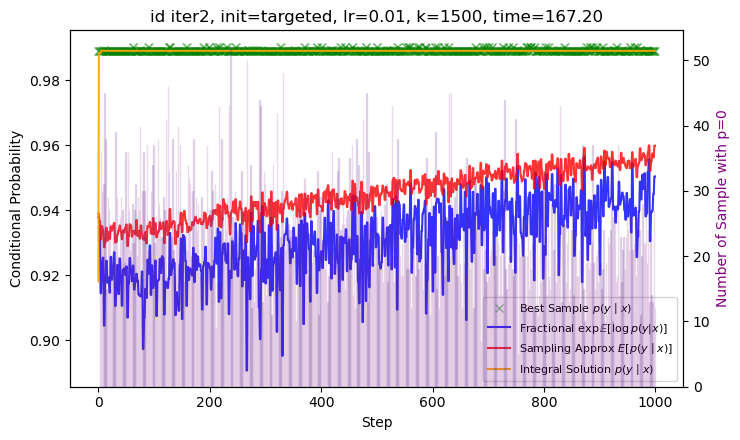 id iter2, init=targeted, lr=0.01, k=1500, time=167.20
Conditional Probability
0.98
0.96
0.94
0.92
0.90
50
40
30
20
10
0
Number of Sample with p=0
Best Sample p(y | x)
Fractional exp𝔼[log p(y|x)]
Sampling Approx E[p(y | x)]
Integral Solution p(y | x)
0 200 400 600 800 1000
Step